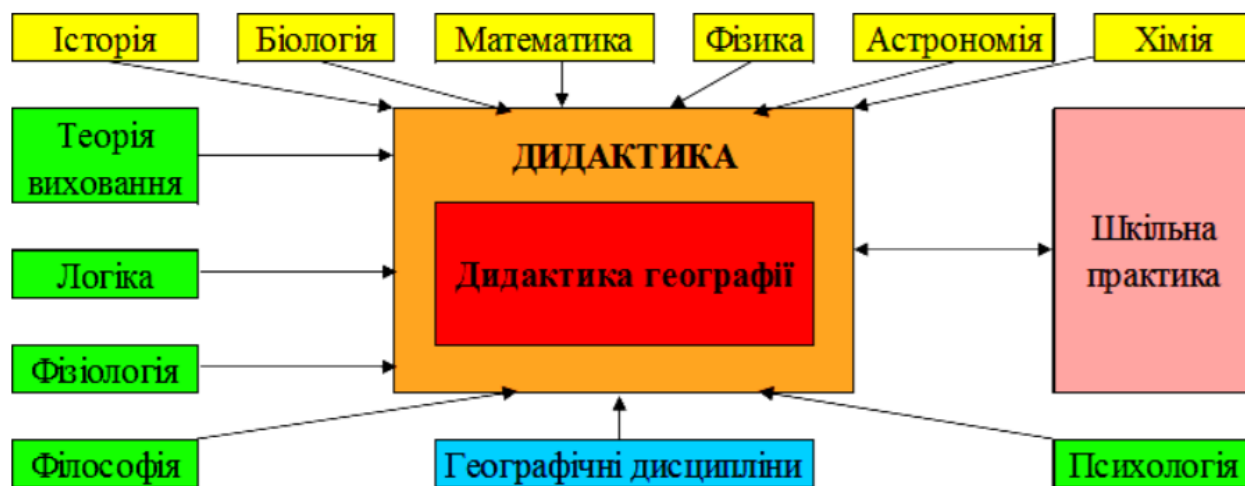 Історія
Біологія
Математика
Фізика
Астрономія
Хімія
Теорія
виховання
ДИДАКТИКА
Логіка
Дидактика географії
Шкільна
практика
Фізіологія
Філософія
Географічні дисципліни
Психологія